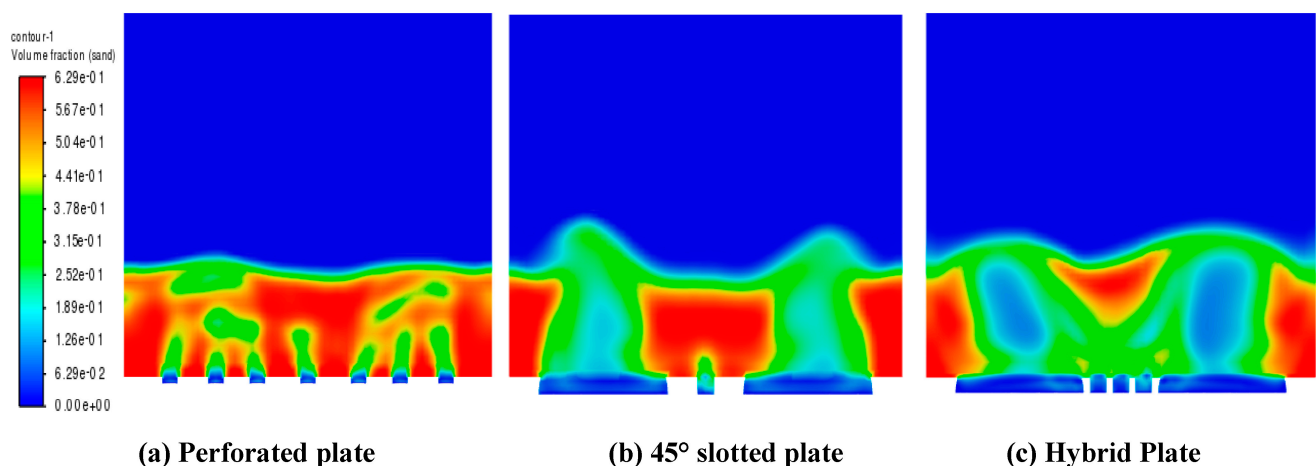 contour-1
Volume fraction (sand)
6.29e-01
5.67e-01
5.04e-01
4.41e-01
3.78e-01
3.15e-01
2.52e-01
1.89e-01
1.26e-01
6.29e-02
0.00e+00
(a) Perforated plate
(b) 45° slotted plate
(c) Hybrid Plate